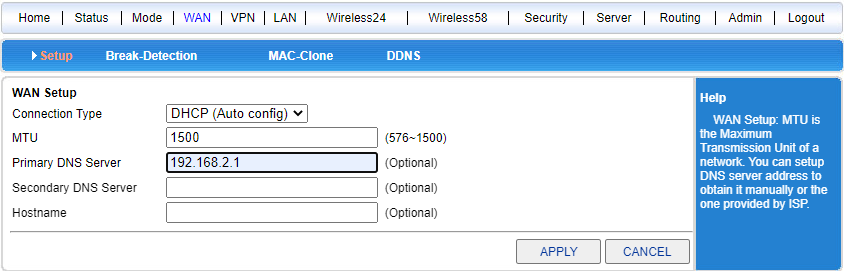 Home Status Mode WAN VPN LAN Wireless24 Wireless58 Security Server Routing Admin Logout
Setup Break-Detection MAC-Clone DDNS
WAN Setup
Connection Type DHCP (Auto config)
MTU 1500 (576~1500)
Primary DNS Server 192.168.2.1 (Optional)
Secondary DNS Server (Optional)
Hostname (Optional)
APPLY CANCEL
Help
WAN Setup: MTU is
the Maximum
Transmission Unit of a
network. You can setup
DNS server address to
obtain it manually or the
one provided by ISP.